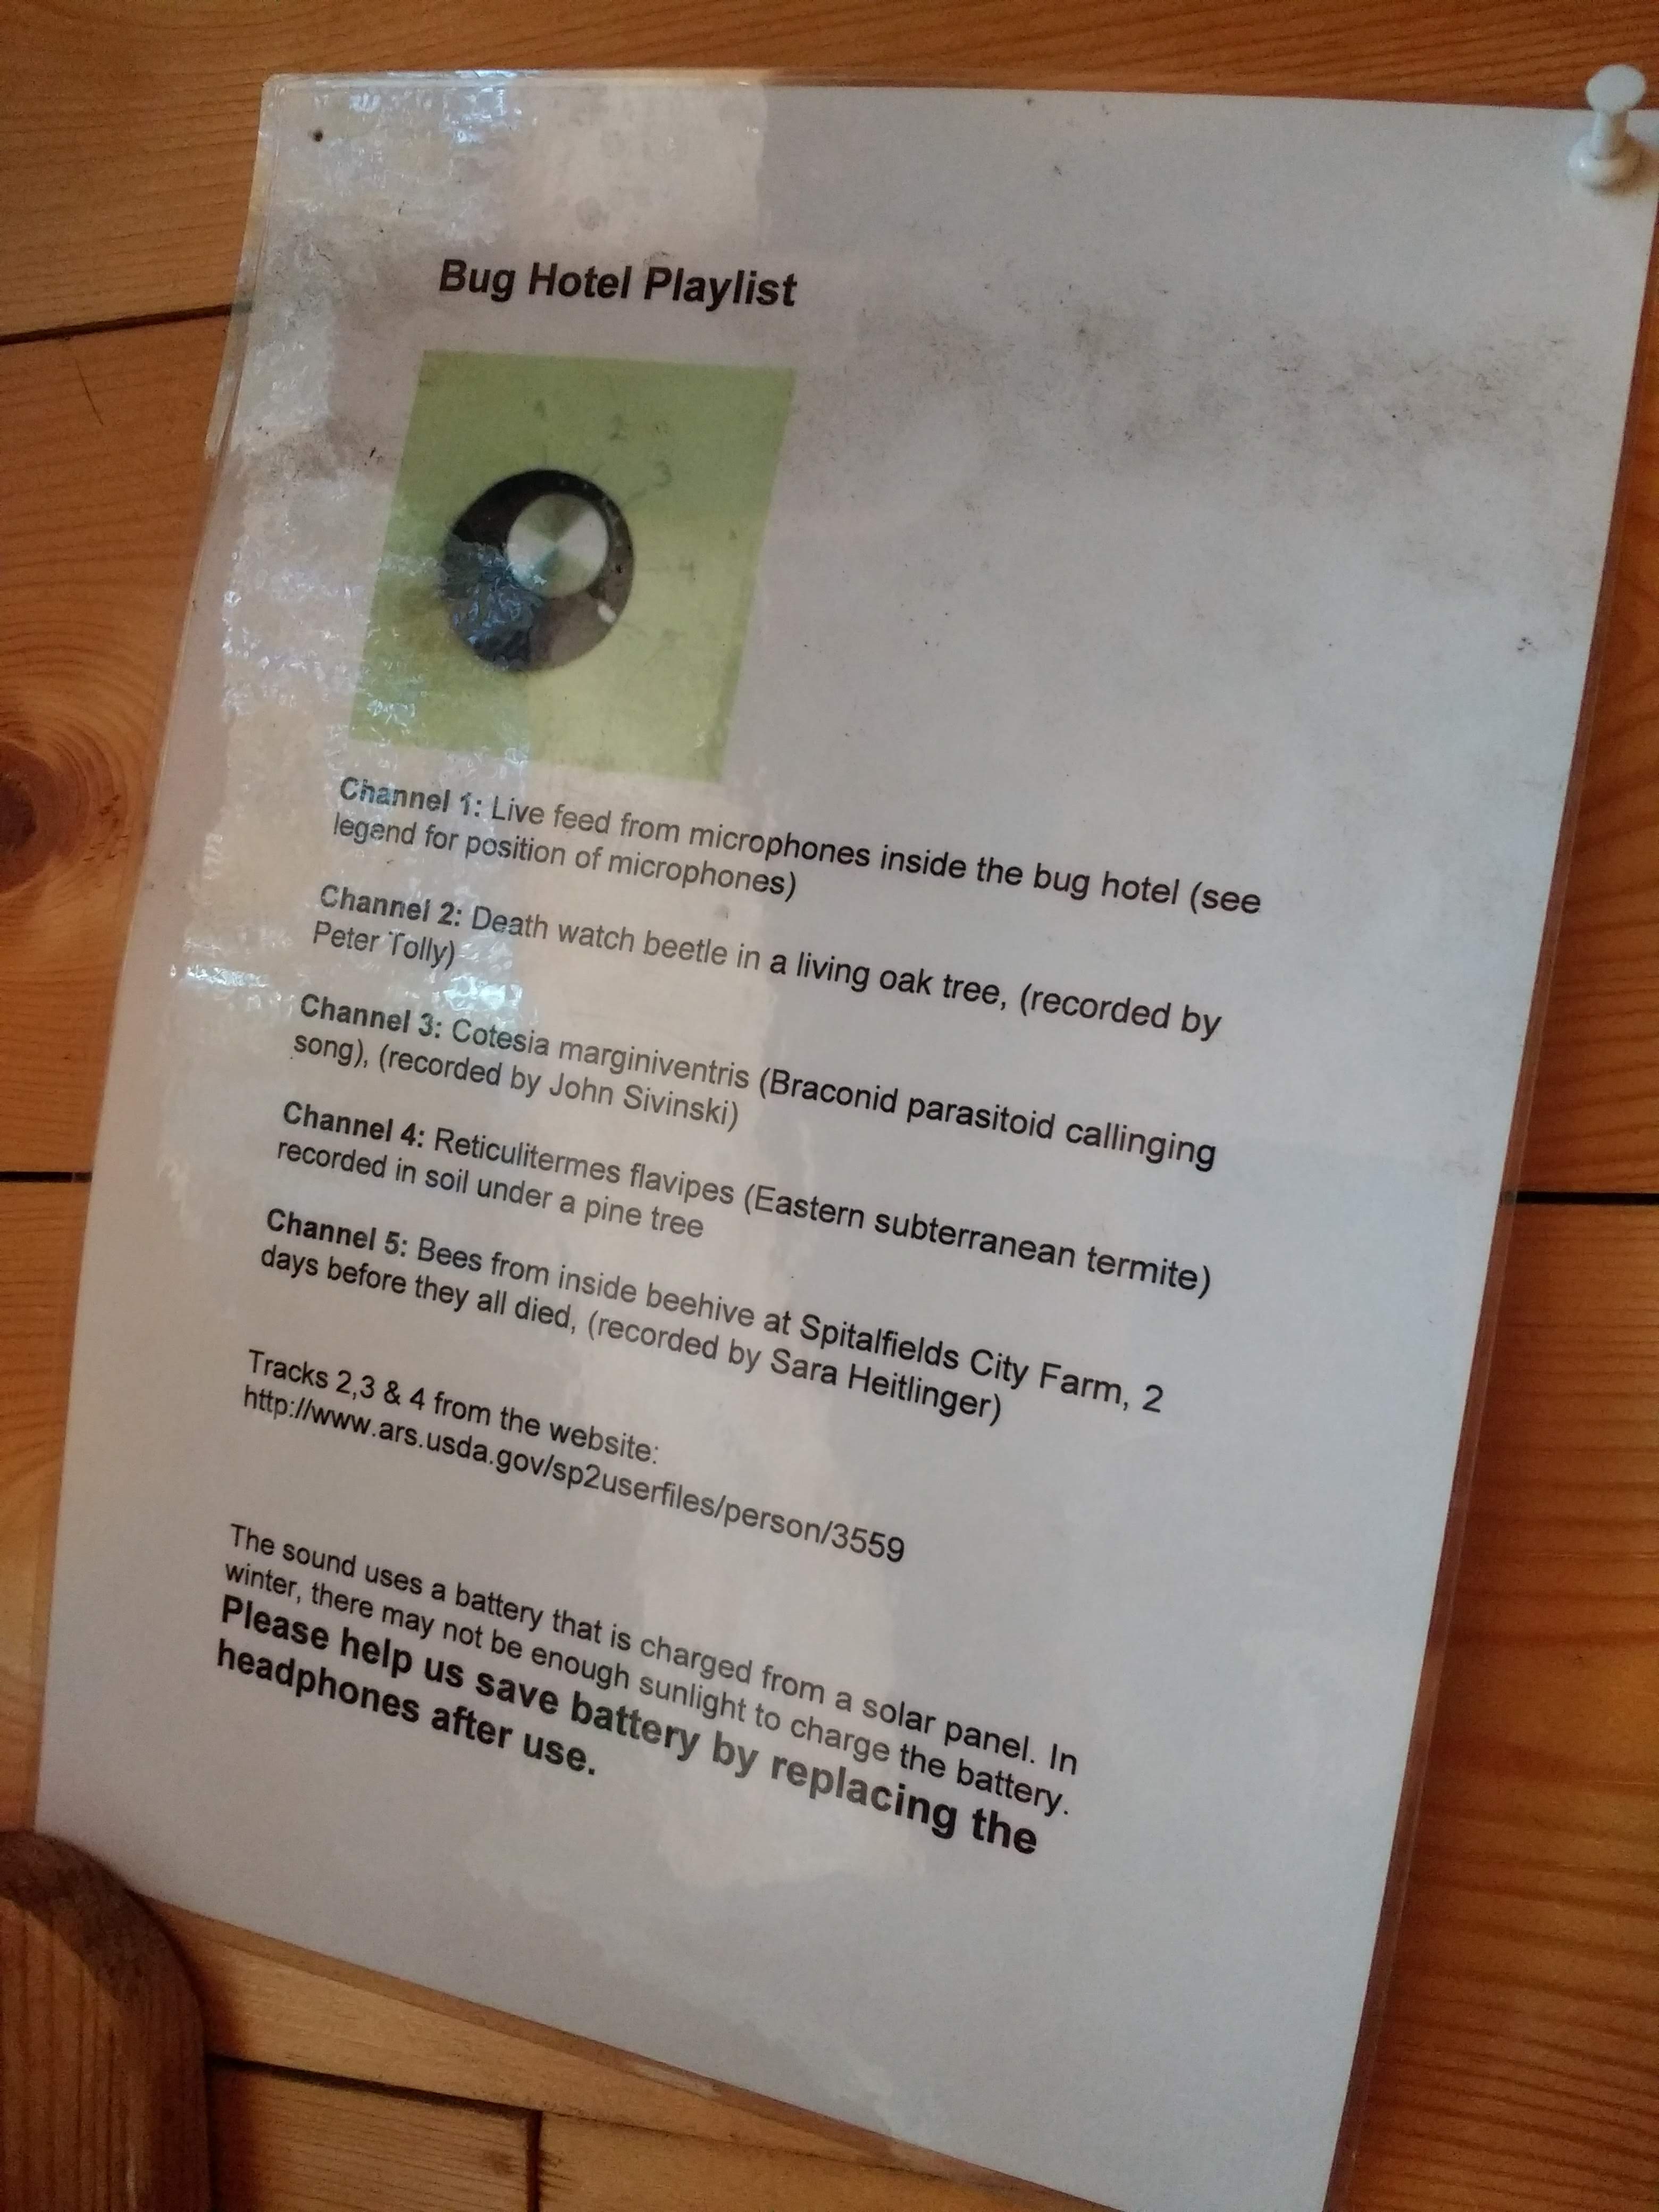 Bug Hotel Playlist
2
3
4
Channel 1: Live feed from microphones inside the bug hotel (see
legend for position of microphones)
Channel 2: Death watch beetle in a living oak tree, (recorded by
Peter Tolly)
Channel 3: Cotesia marginiventris (Braconid parasitoid callinging
song), (recorded by John Sivinski)
Channel 4: Reticulitermes flavipes (Eastern subterranean termite)
recorded in soil under a pine tree
Channel 5: Bees from inside beehive at Spitalfields City Farm, 2
days before they all died, (recorded by Sara Heitlinger)
Tracks 2,3 & 4 from the website:
http://www.ars.usda.gov/sp2userfiles/person/3559
The sound uses a battery that is charged from a solar panel. In
winter, there may not be enough sunlight to charge the battery.
Please help us save battery by replacing the
headphones after use.